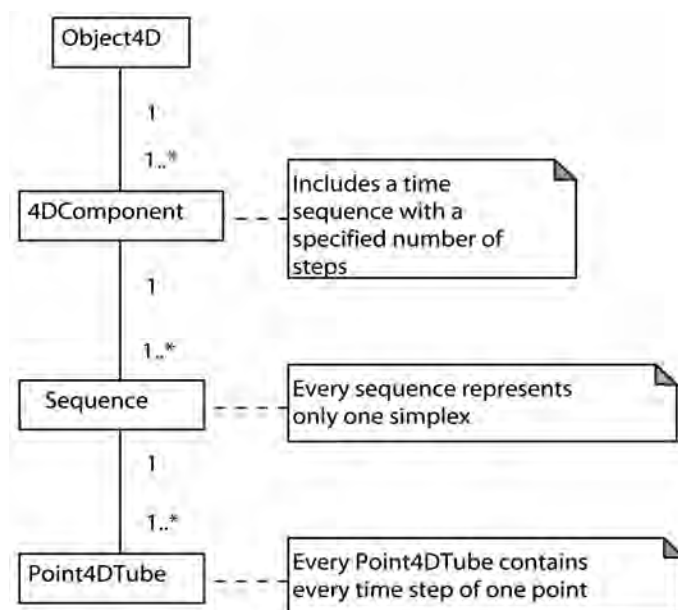 Object4D
1
1..*
4DComponent
Includes a time
sequence with a
specified number of
steps
1
1..*
Sequence
Every sequence represents
only one simplex
1
1..*
Point4DTube
Every Point4DTube contains
every time step of one point